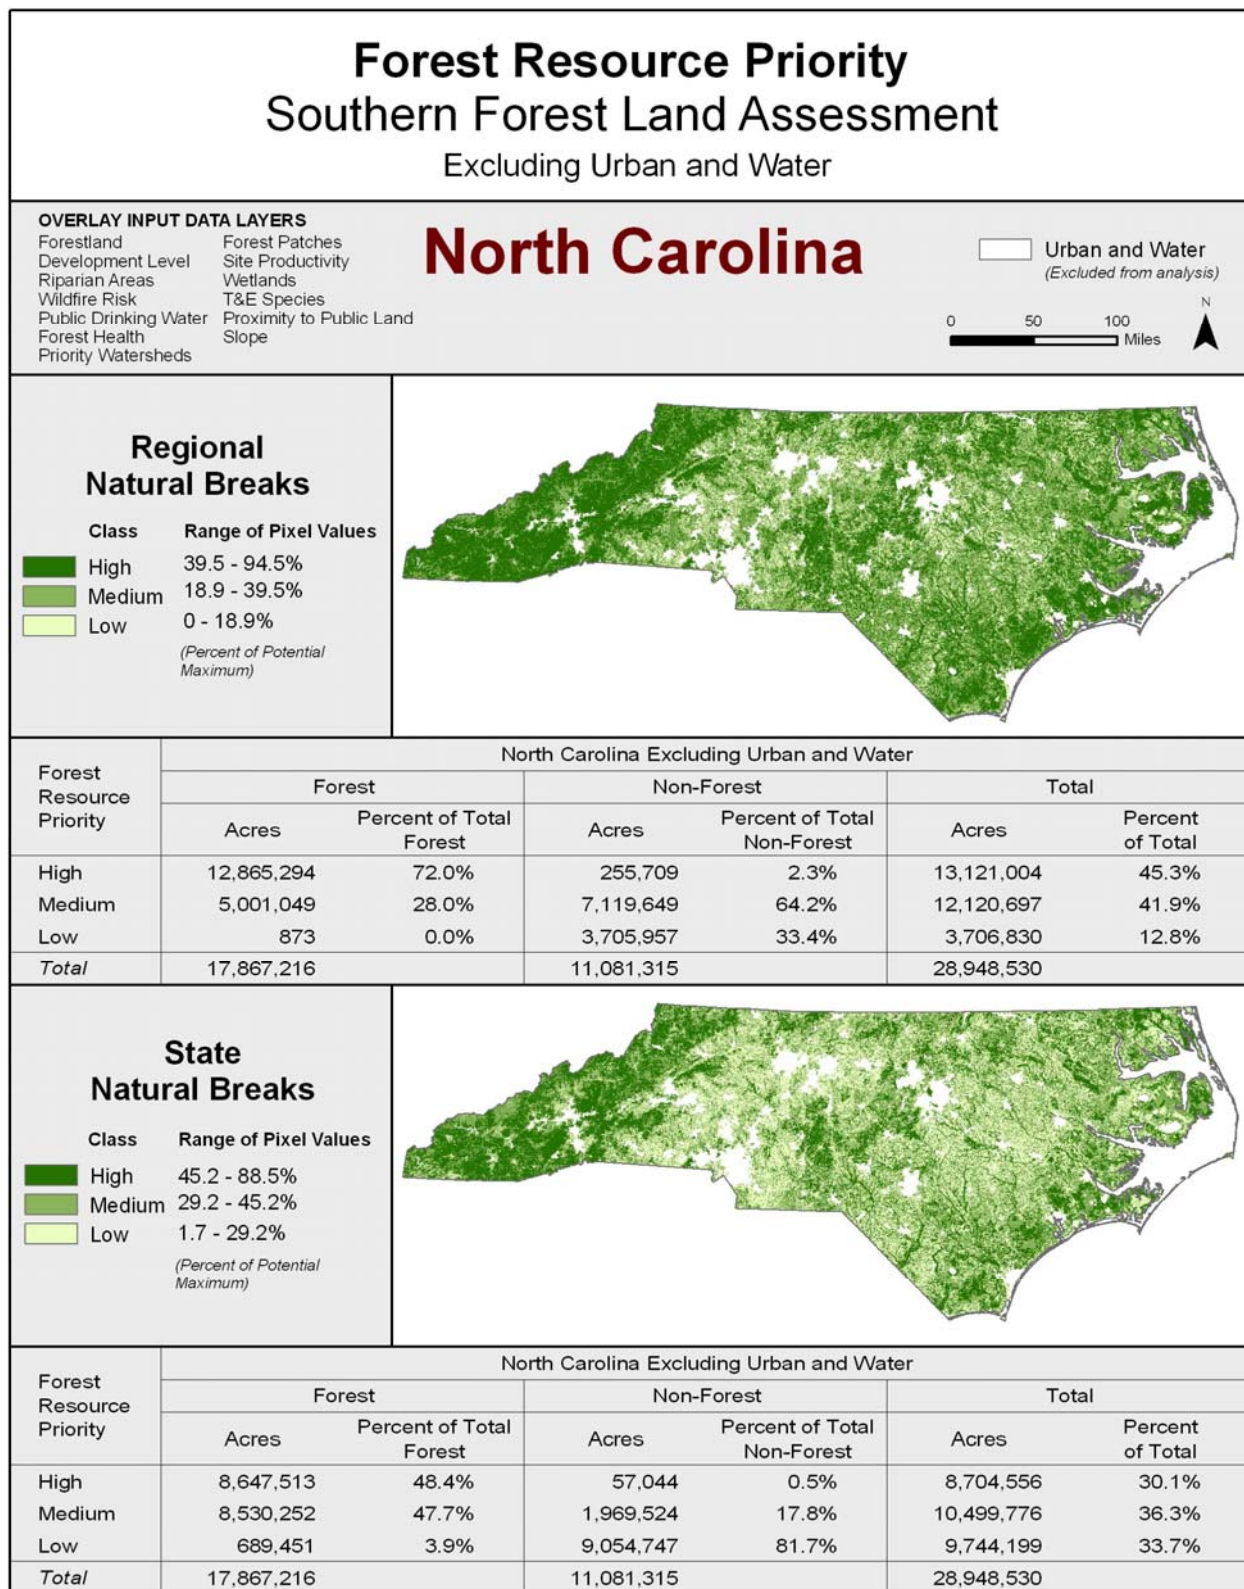 Forest Resource Priority
Southern Forest Land Assessment
Excluding Urban and Water
OVERLAY INPUT DATA LAYERS
Forestland Forest Patches
Development Level Site Productivity
Riparian Areas Wetlands
Wildfire Risk T&E Species
Public Drinking Water Proximity to Public Land
Forest Health Slope
Priority Watersheds
North Carolina
Urban and Water
(Excluded from analysis)
0 50 100
Miles
N
Regional
Natural Breaks
Class Range of Pixel Values
High 39.5 - 94.5%
Medium 18.9 - 39.5%
Low 0 - 18.9%
(Percent of Potential
Maximum)
Forest
Resource
Priority
North Carolina Excluding Urban and Water
Forest Non-Forest Total
Acres Percent of Total
Forest
Acres Percent of Total
Non-Forest
Acres Percent
of Total
High 12,865,294 72.0% 255,709 2.3% 13,121,004 45.3%
Medium 5,001,049 28.0% 7,119,649 64.2% 12,120,697 41.9%
Low 873 0.0% 3,705,957 33.4% 3,706,830 12.8%
Total 17,867,216 11,081,315 28,948,530
State
Natural Breaks
Class Range of Pixel Values
High 45.2 - 88.5%
Medium 29.2 - 45.2%
Low 1.7 - 29.2%
(Percent of Potential
Maximum)
Forest
Resource
Priority
North Carolina Excluding Urban and Water
Forest Non-Forest Total
Acres Percent of Total
Forest
Acres Percent of Total
Non-Forest
Acres Percent
of Total
High 8,647,513 48.4% 57,044 0.5% 8,704,556 30.1%
Medium 8,530,252 47.7% 1,969,524 17.8% 10,499,776 36.3%
Low 689,451 3.9% 9,054,747 81.7% 9,744,199 33.7%
Total 17,867,216 11,081,315 28,948,530